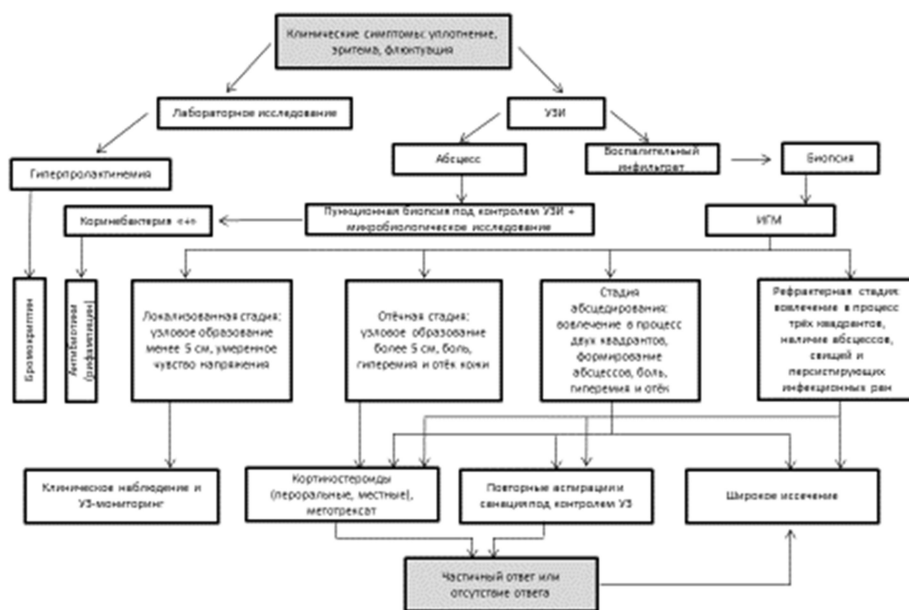 Клинические симптомы: уплотнение,
эритема, флюктуация
Лабораторное исследование
УЗИ
Гиперпролактинемия
Абсцесс
Воспалительный
инфильтрат
Биопсия
Коринебактерия «+»
Пункционная биопсия под контролем УЗИ +
микробиологическое исследование
ИГМ
Бромокриптин
Антибиотики
(рифампицин)
Локализованная стадия:
узловое образование
менее 5 см, умеренное
чувство напряжения
Отёчная стадия:
узловое образование
более 5 см, боль,
гиперемия и отёк кожи
Стадия
абсцедирования:
вовлечение в процесс
двух квадрантов,
формирование
абсцессов, боль,
гиперемия и отёк
Рефрактерная стадия:
вовлечение в процесс
трёх квадрантов,
наличие абсцессов,
свищей и
персистирующих
инфекционных ран
Клиническое наблюдение и
УЗ-мониторинг
Кортикостероиды
(пероральные, местные),
метотрексат
Повторные аспирации и
санация под контролем УЗ
Широкое иссечение
Частичный ответ или
отсутствие ответа